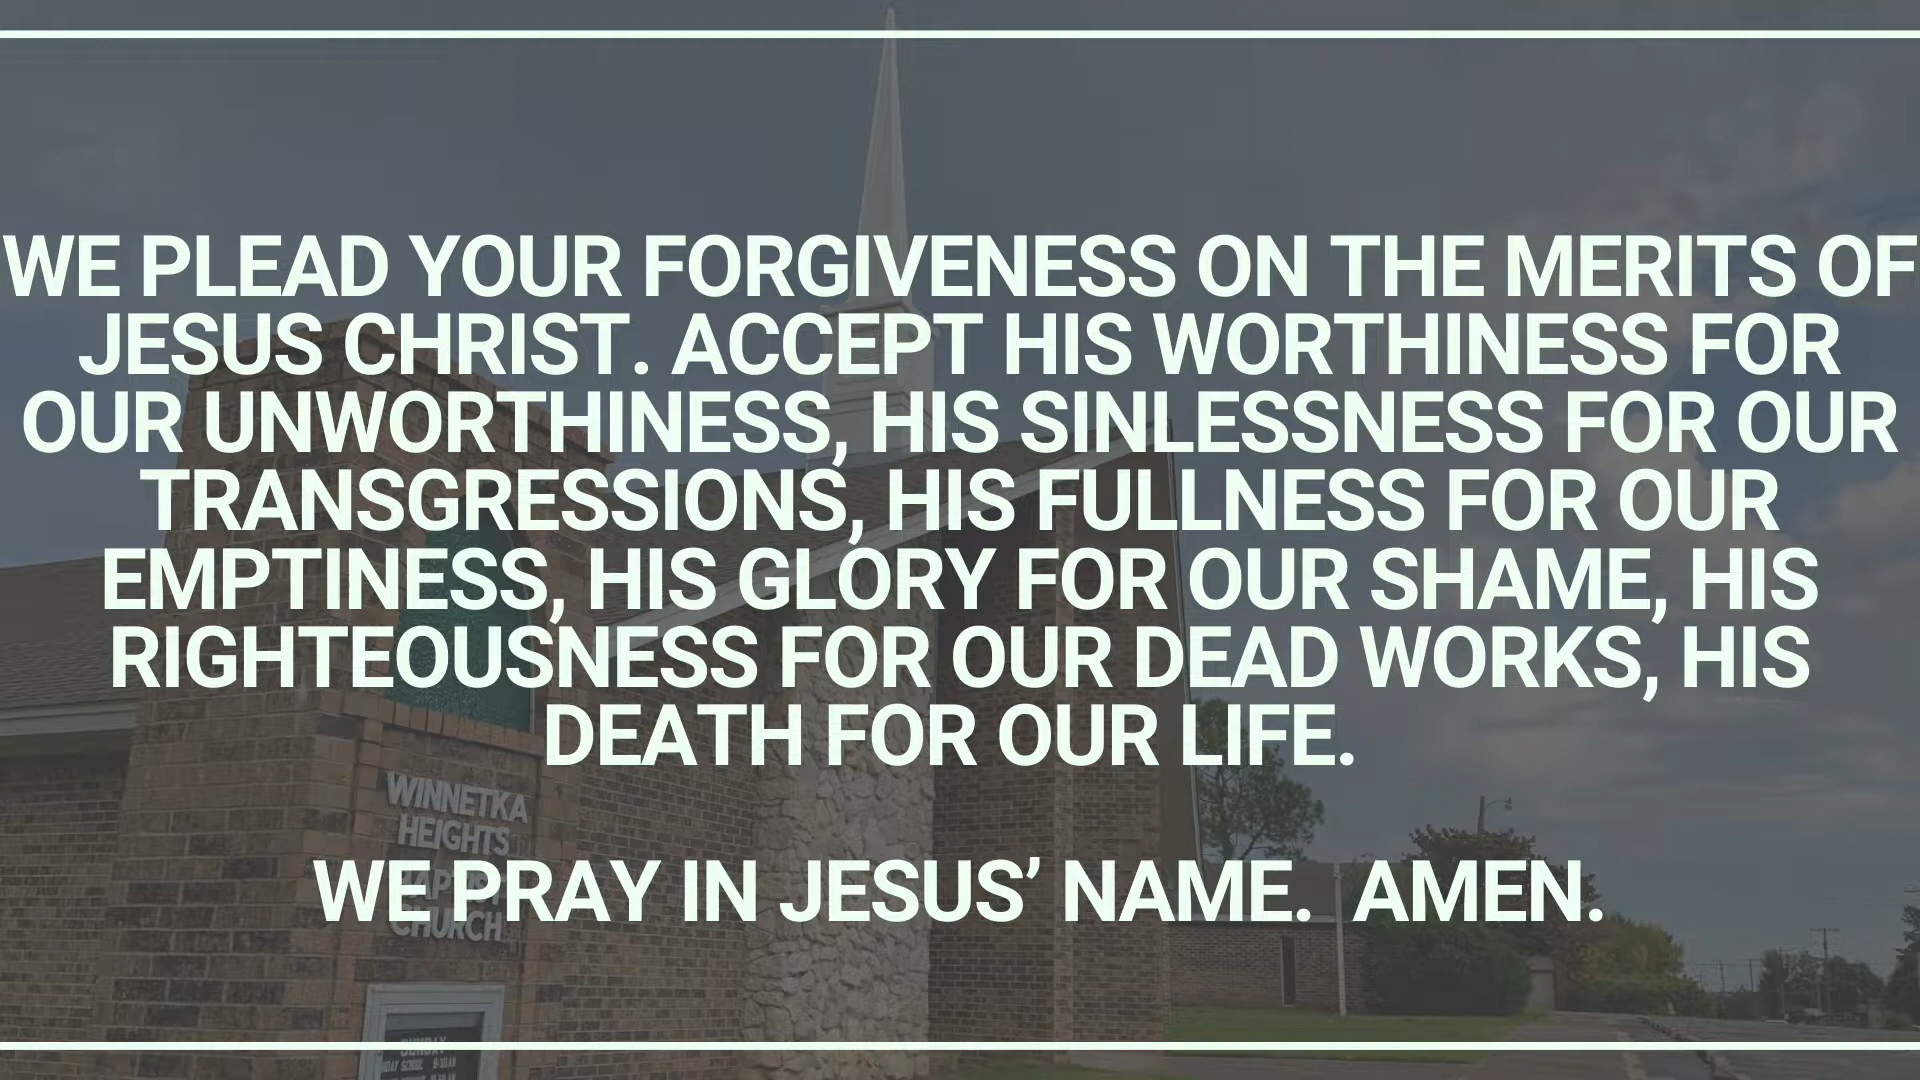 WE PLEAD YOUR FORGIVENESS ON THE MERITS OF
JESUS CHRIST. ACCEPT HIS WORTHINESS FOR
OUR UNWORTHINESS, HIS SINLESSNESS FOR OUR
TRANSGRESSIONS, HIS FULLNESS FOR OUR
EMPTINESS, HIS GLORY FOR OUR SHAME, HIS
RIGHTEOUSNESS FOR OUR DEAD WORKS, HIS
DEATH FOR OUR LIFE.
WE PRAY IN JESUS’ NAME.  AMEN.
WINNETKA
HEIGHTS
BAPTIST
CHURCH
SUNDAY